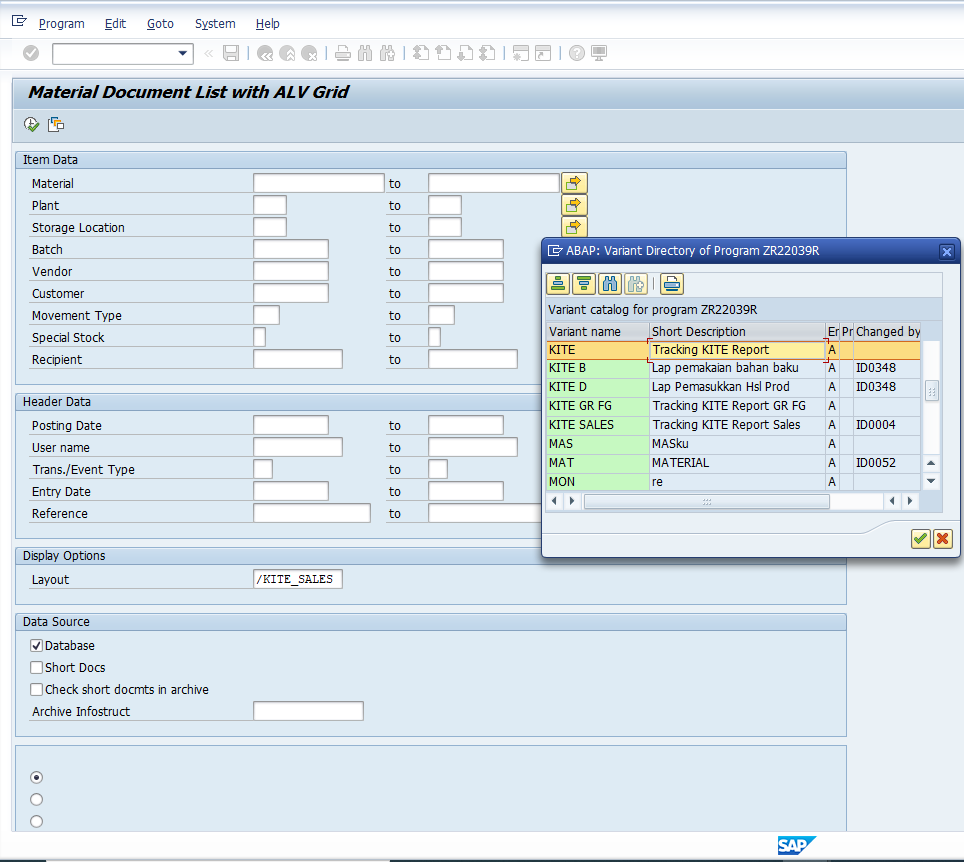 Program Edit Goto System Help
Material Document List with ALV Grid
Item Data
Material to
Plant to
Storage Location to
Batch to
Vendor to
Customer to
Movement Type to
Special Stock to
Recipient to
Header Data
Posting Date to
User name to
Trans./Event Type to
Entry Date to
Reference to
Display Options
Layout /KITE_SALES
Data Source
Database
Short Docs
Check short docmts in archive
Archive Infostruct
ABAP: Variant Directory of Program ZR22039R
Variant catalog for program ZR22039R
Variant name Short Description Er Pr Changed by
KITE Tracking KITE Report A
KITE B Lap pemakaian bahan baku A ID0348
KITE D Lap Pemasukkan Hsl Prod A ID0348
KITE GR FG Tracking KITE Report GR FG A
KITE SALES Tracking KITE Report Sales A ID0004
MAS MASku A
MAT MATERIAL A ID0052
MON re A
SAP